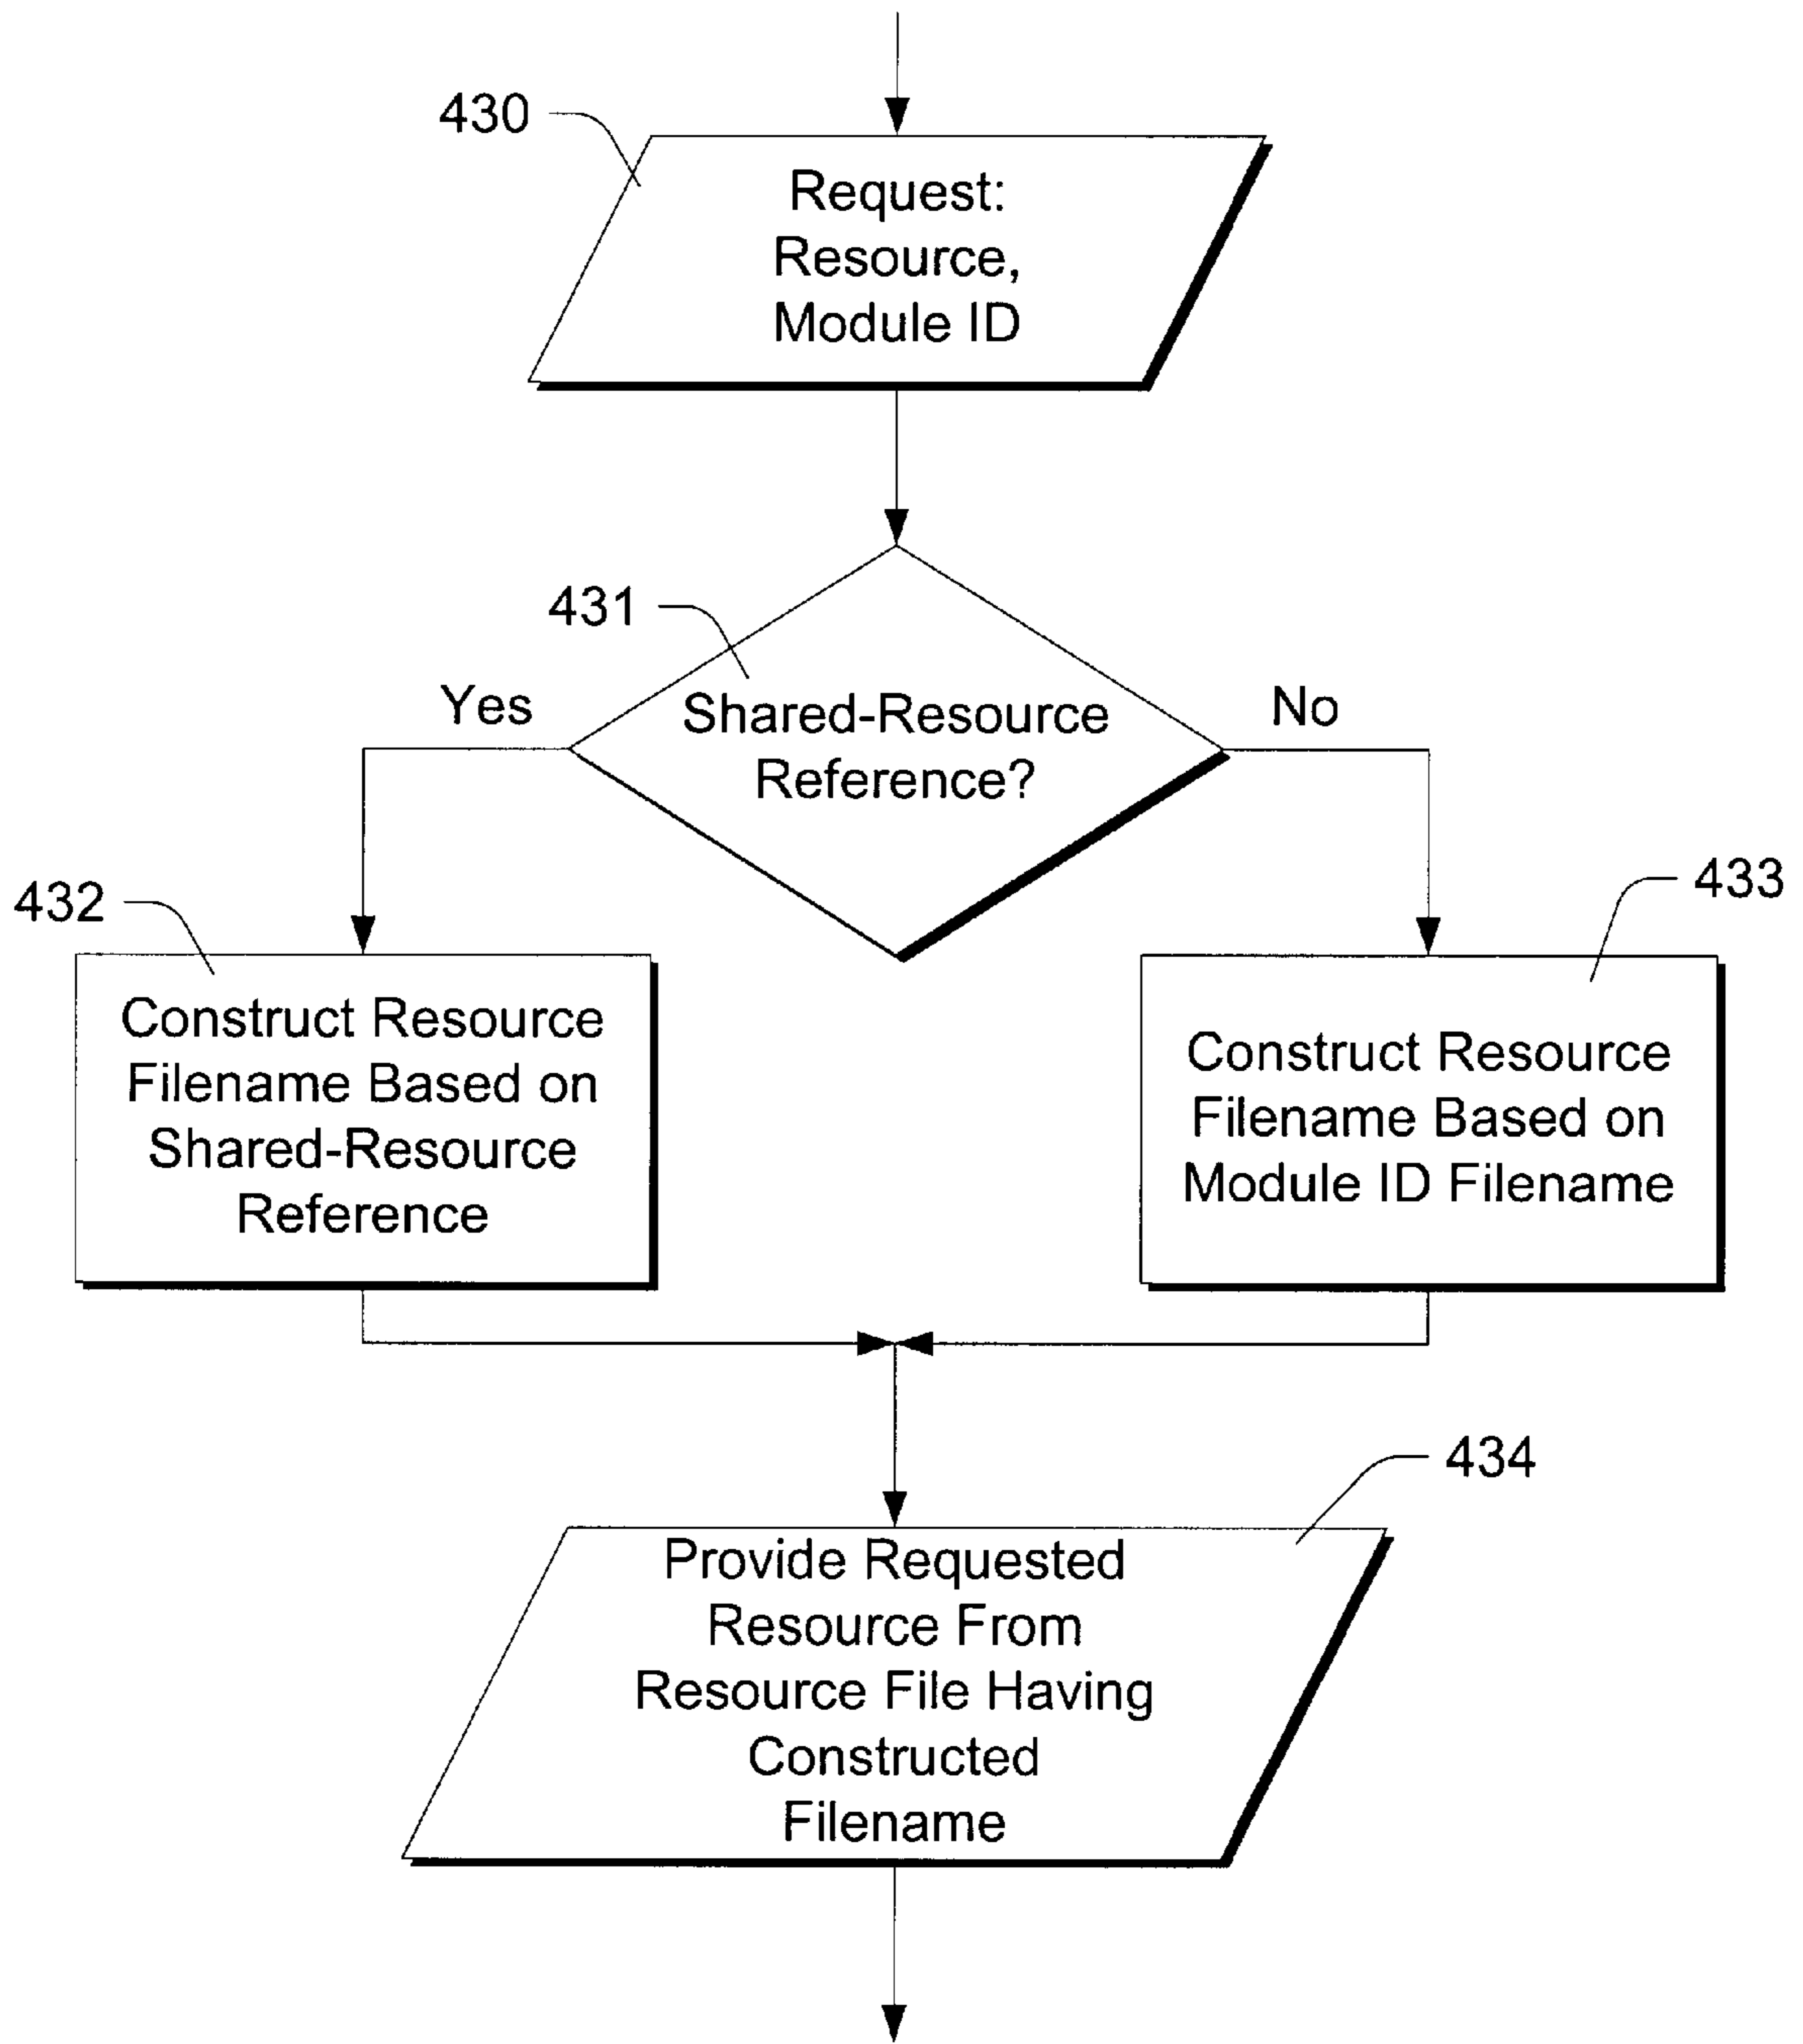 430
Request:
Resource,
Module ID
431
Yes
Shared-Resource
Reference?
No
432
Construct Resource
Filename Based on
Shared-Resource
Reference
433
Construct Resource
Filename Based on
Module ID Filename
434
Provide Requested
Resource From
Resource File Having
Constructed
Filename